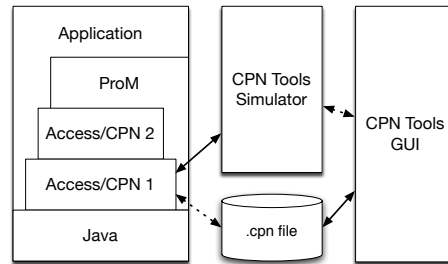 Application
ProM
Access/CPN 2
Access/CPN 1
Java
CPN Tools
Simulator
.cpn file
CPN Tools
GUI